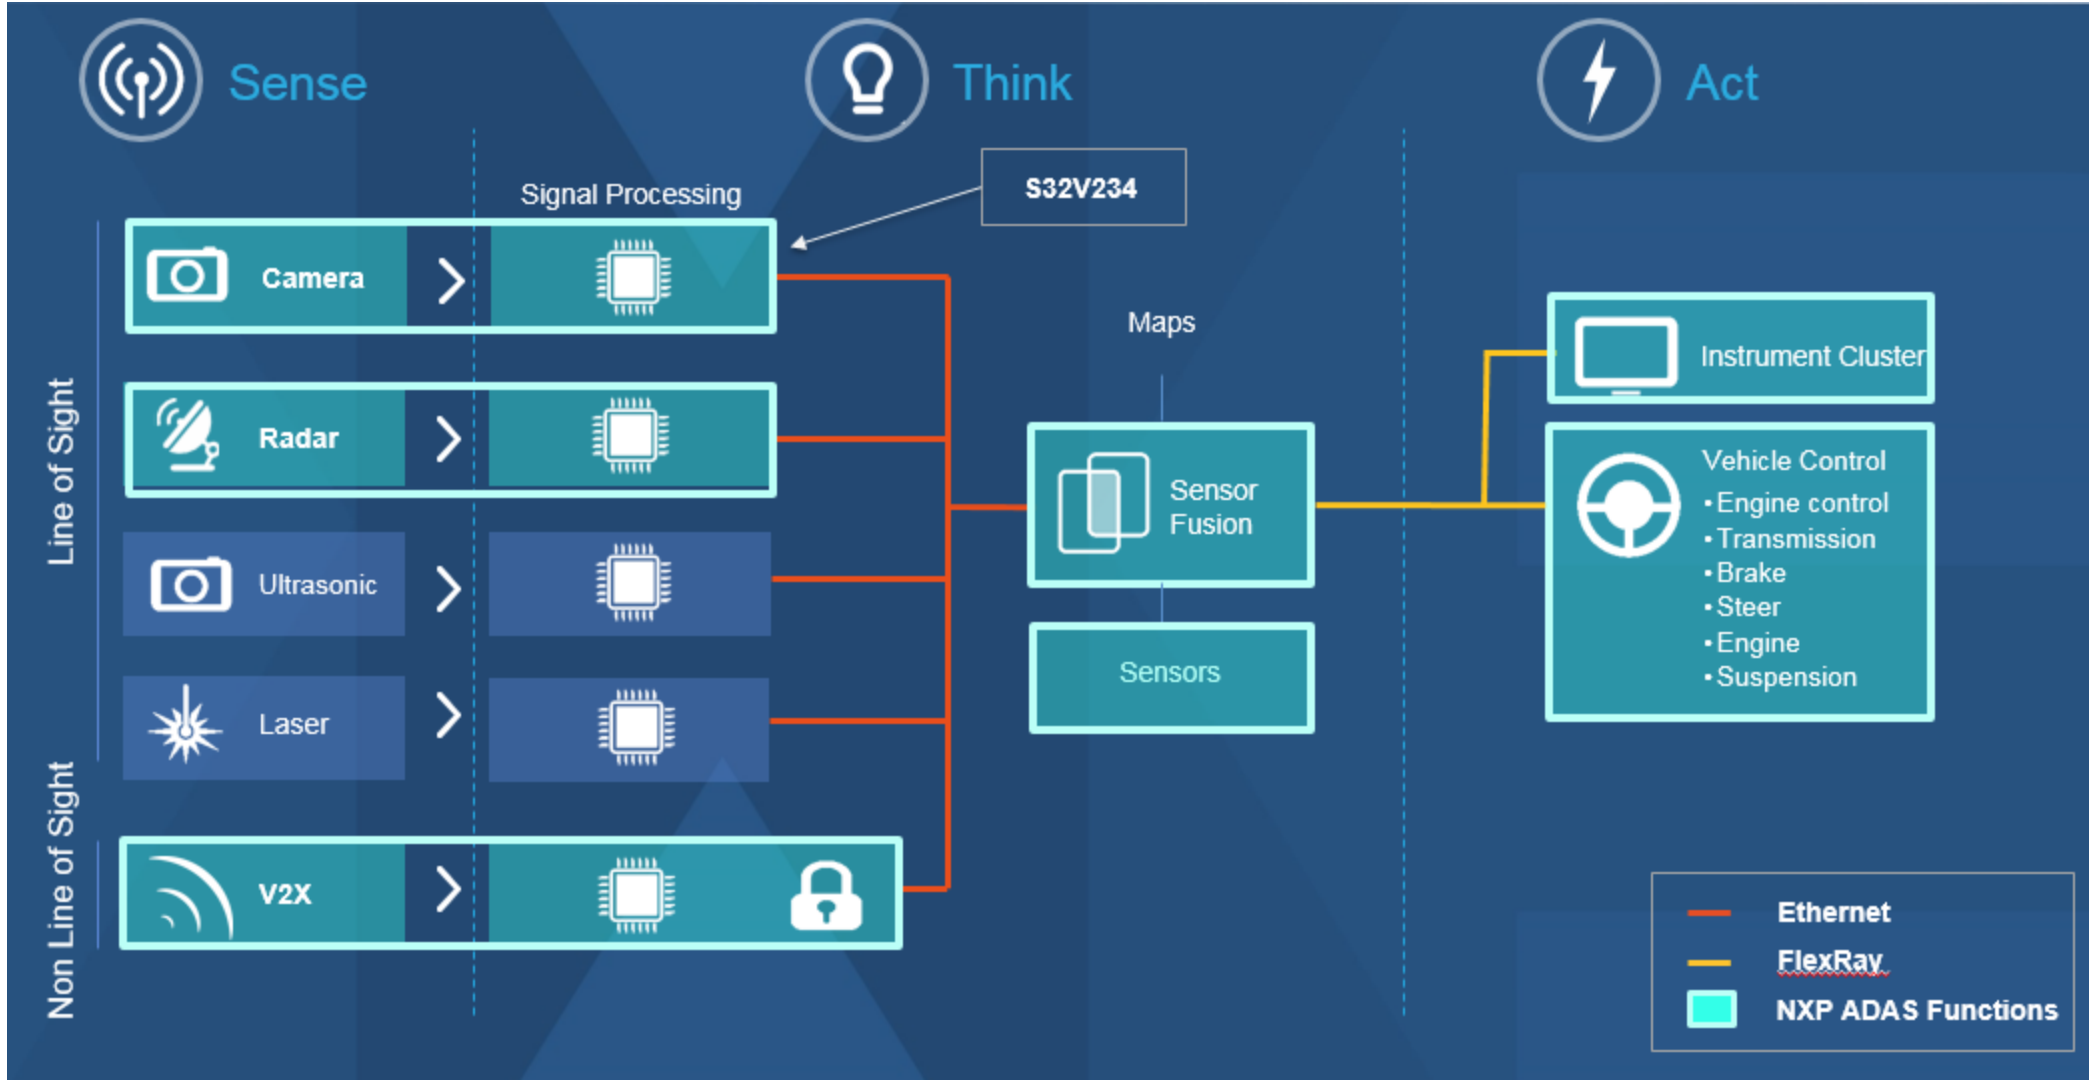 Sense
Think
Act
Signal Processing
S32V234
Line of Sight
Camera
Radar
Ultrasonic
Laser
Non Line of Sight
V2X
Maps
Sensor
Fusion
Sensors
Instrument Cluster
Vehicle Control
• Engine control
• Transmission
• Brake
• Steer
• Engine
• Suspension
Ethernet
FlexRay
NXP ADAS Functions